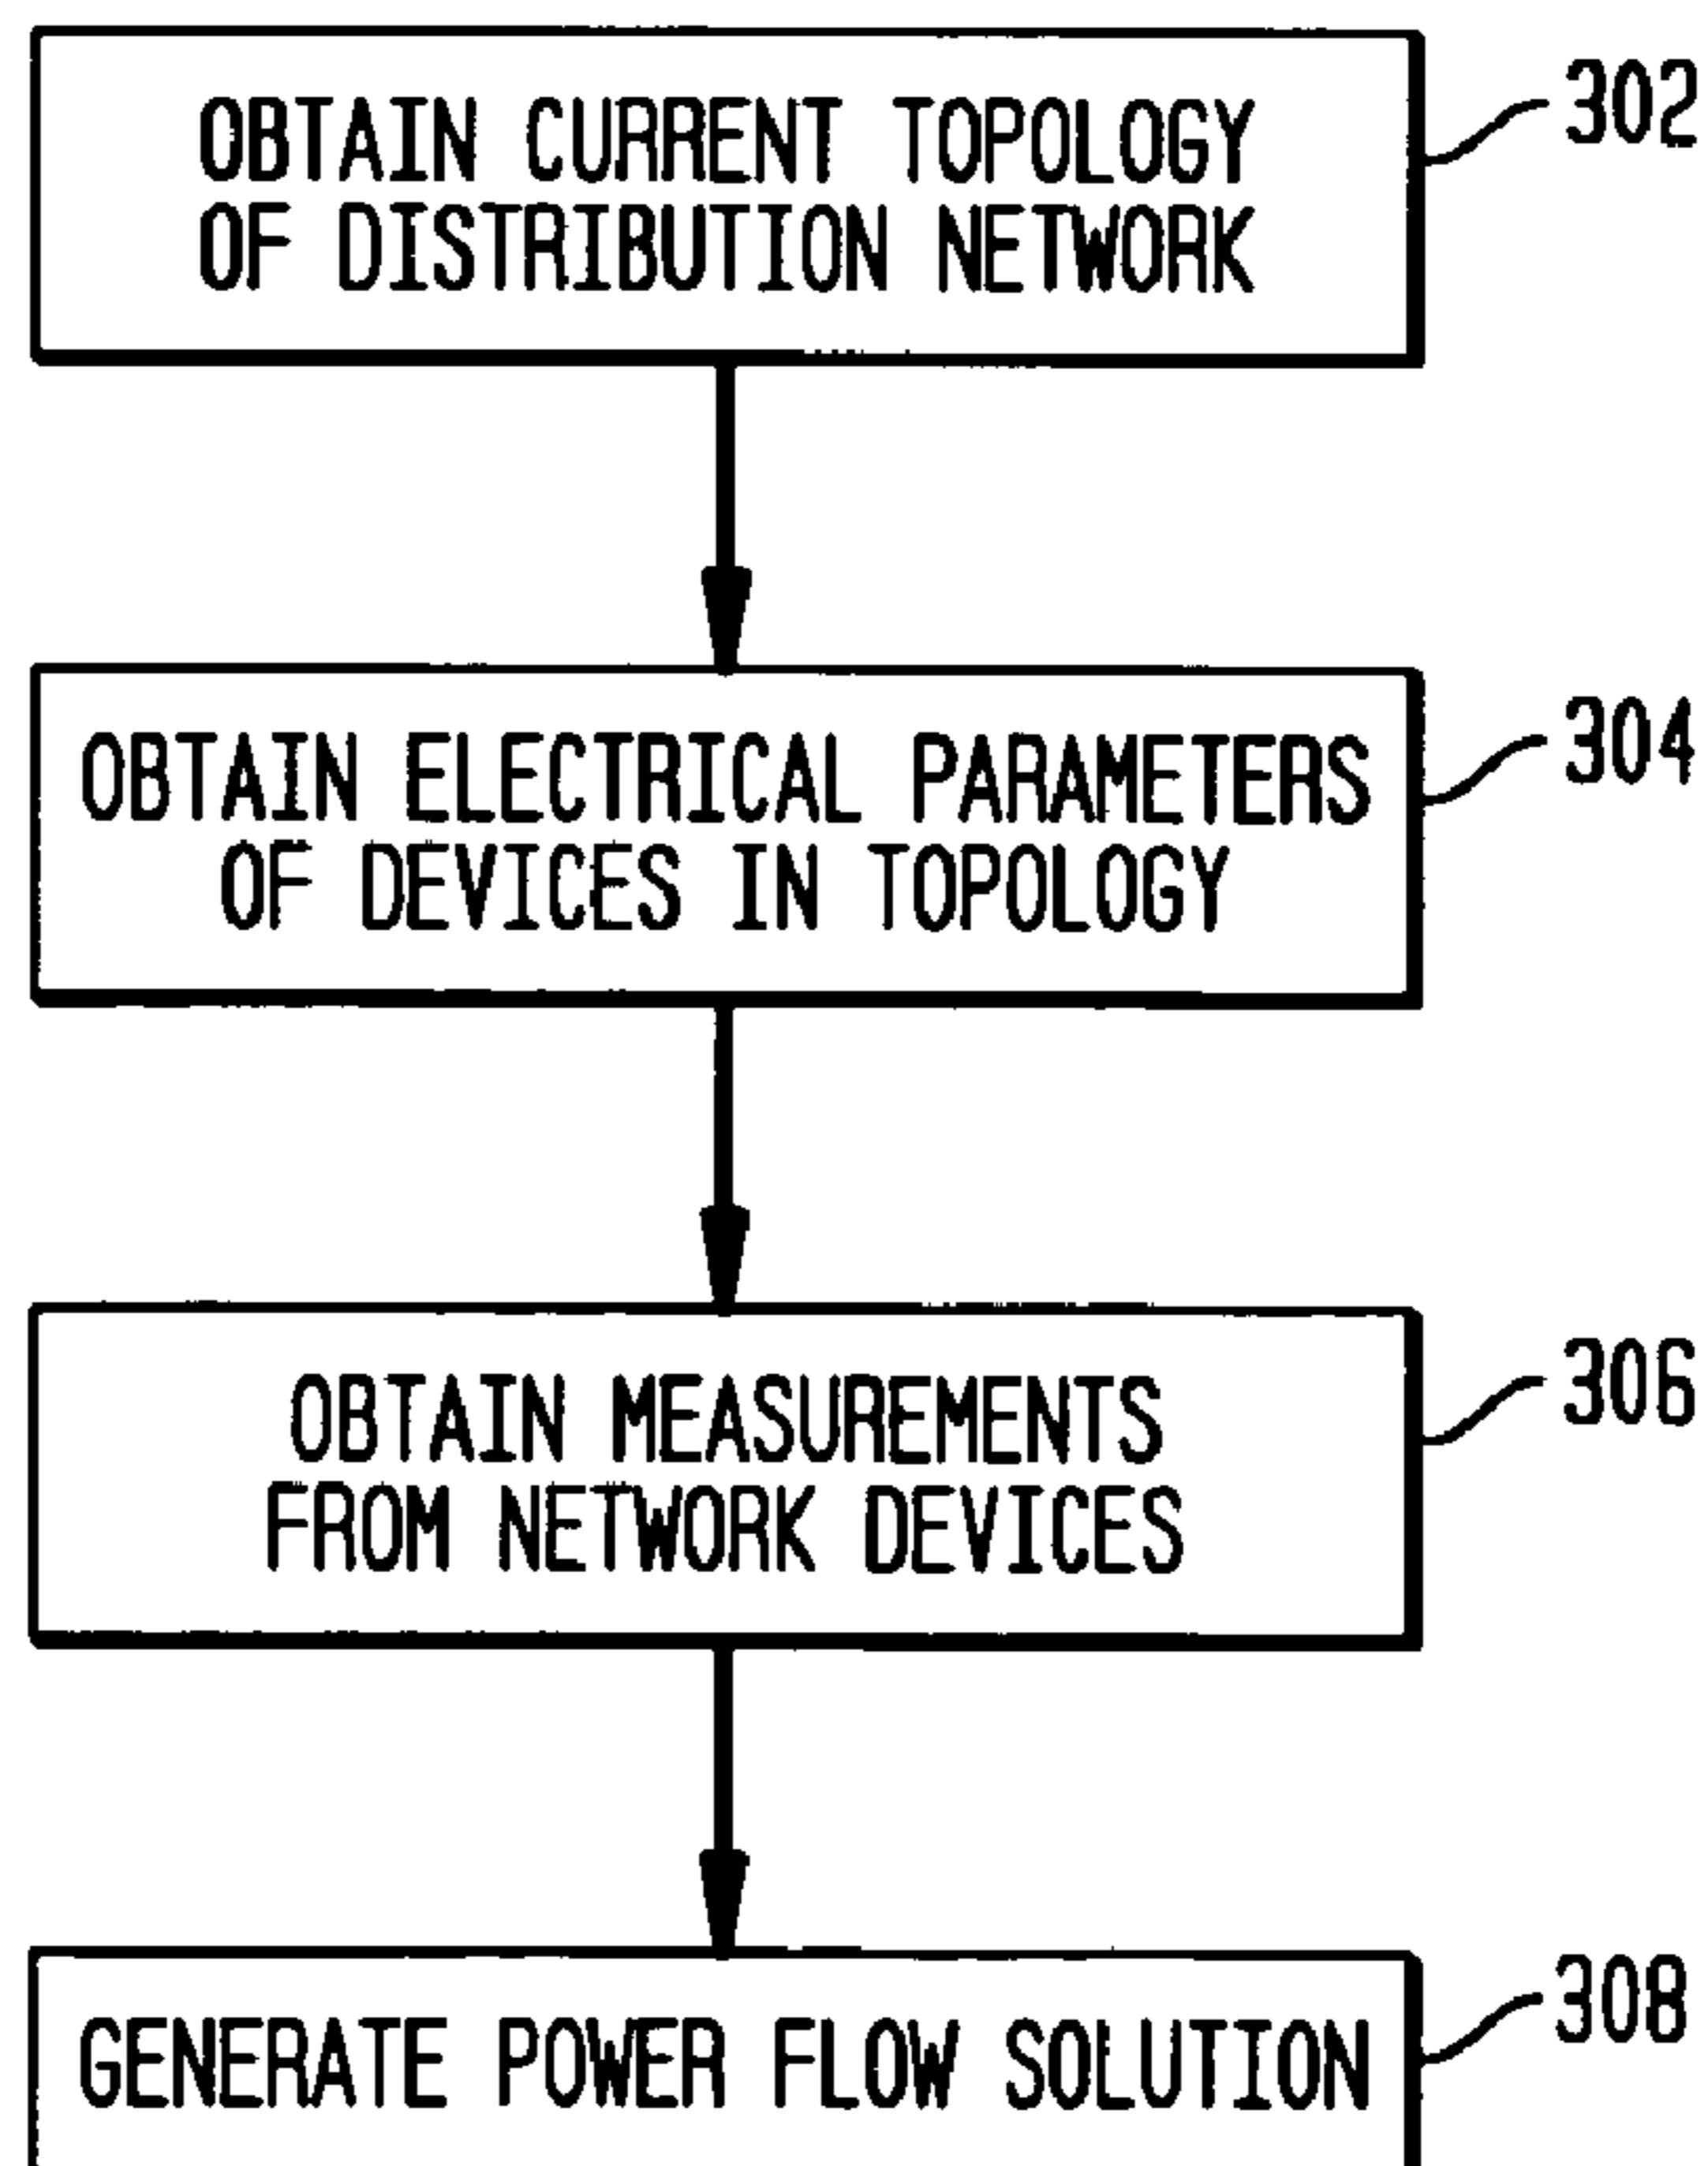 OBTAIN CURRENT TOPOLOGY
OF DISTRIBUTION NETWORK
302
OBTAIN ELECTRICAL PARAMETERS
OF DEVICES IN TOPOLOGY
304
OBTAIN MEASUREMENTS
FROM NETWORK DEVICES
306
GENERATE POWER FLOW SOLUTION
308